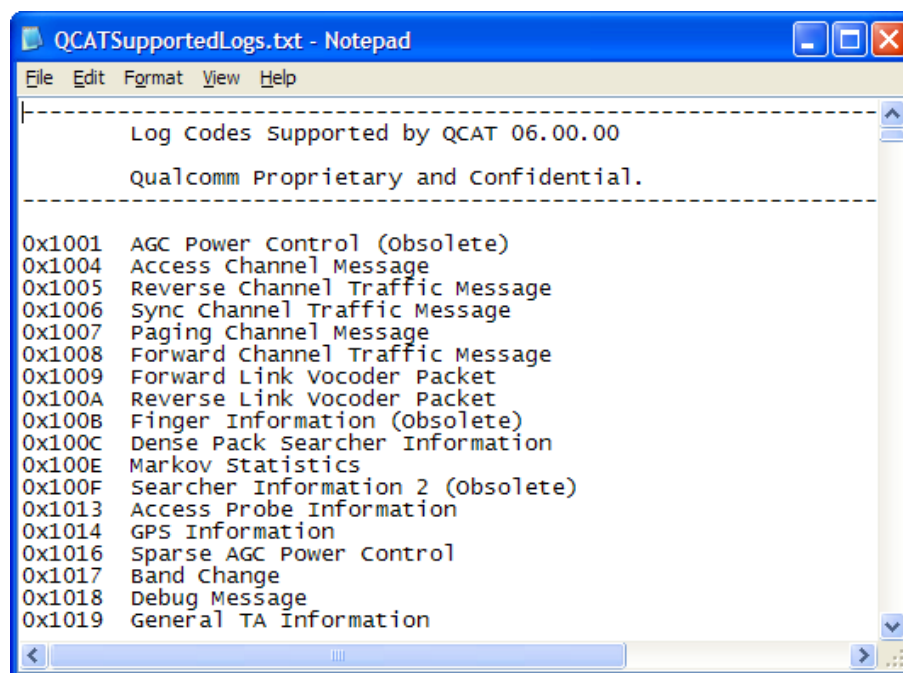 QCATSupportedLogs.txt - Notepad
File Edit Format View Help
--------------------------------------------------------------
Log Codes Supported by QCAT 06.00.00
Qualcomm Proprietary and Confidential.
--------------------------------------------------------------
0x1001 AGC Power Control (Obsolete)
0x1004 Access Channel Message
0x1005 Reverse Channel Traffic Message
0x1006 Sync Channel Traffic Message
0x1007 Paging Channel Message
0x1008 Forward Channel Traffic Message
0x1009 Forward Link Vocoder Packet
0x100A Reverse Link Vocoder Packet
0x100B Finger Information (Obsolete)
0x100C Dense Pack Searcher Information
0x100E Markov Statistics
0x100F Searcher Information 2 (Obsolete)
0x1013 Access Probe Information
0x1014 GPS Information
0x1016 Sparse AGC Power Control
0x1017 Band Change
0x1018 Debug Message
0x1019 General TA Information